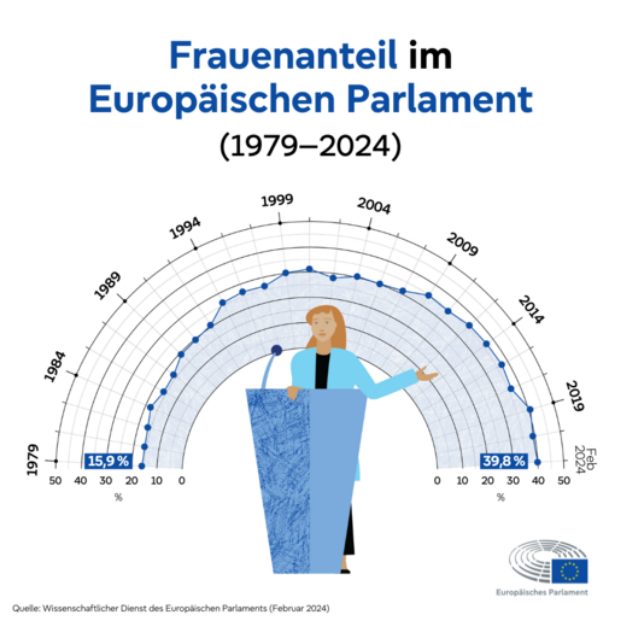 Frauenanteil im
Europäischen Parlament
(1979–2024)
1979
1984
1989
1994
1999
2004
2009
2014
2019
Feb
2024
15,9 %
39,8 %
50 40 30 20 10 0
0 10 20 30 40 50
%
%
Europäisches Parlament
Quelle: Wissenschaftlicher Dienst des Europäischen Parlaments (Februar 2024)